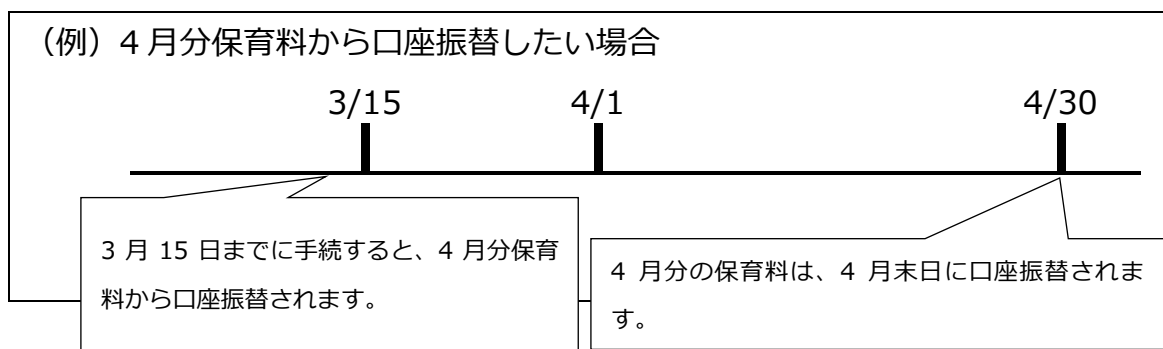 （例）4 月分保育料から口座振替したい場合
3/15 4/1 4/30
3 月 15 日までに手続すると、4 月分保育
料から口座振替されます。
4 月分の保育料は、4 月末日に口座振替されま
す。